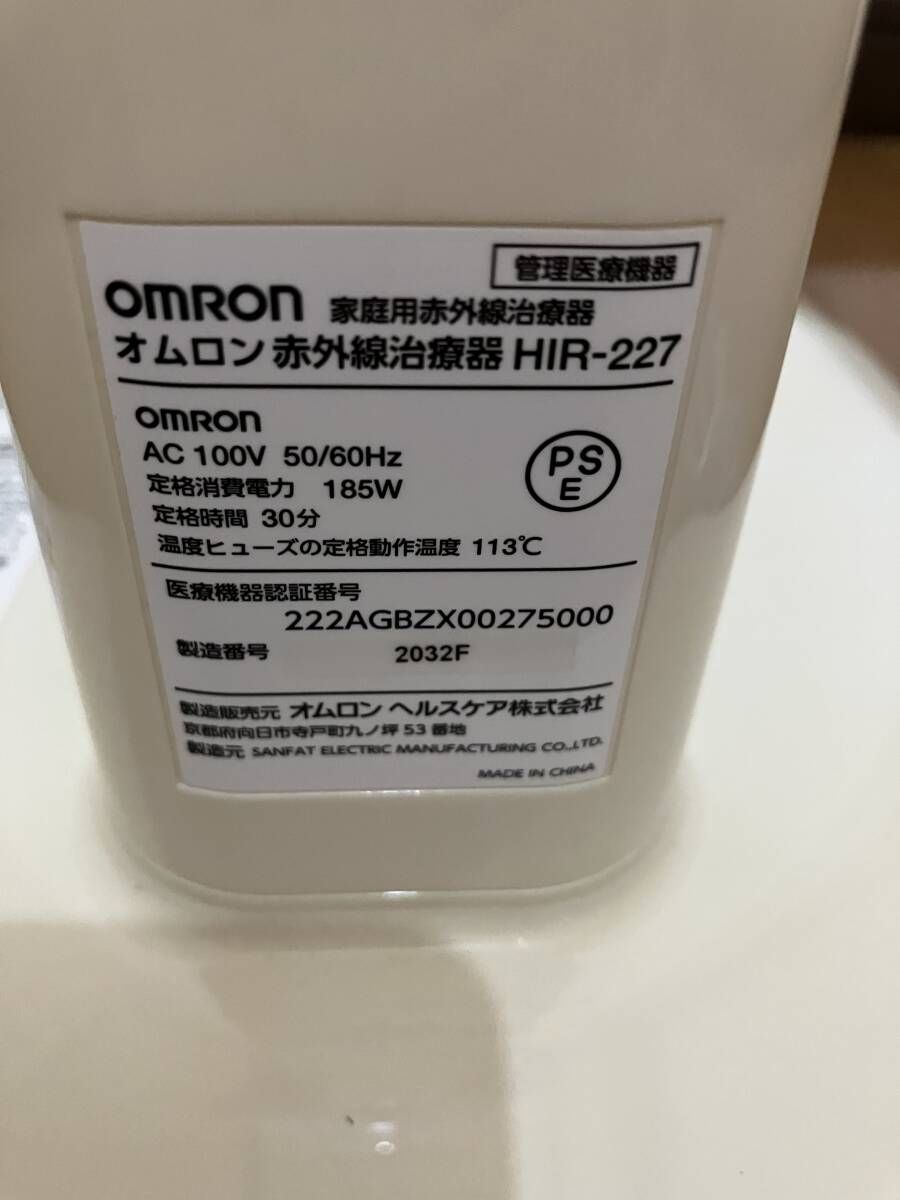 管理医療機器
OMRON 家庭用赤外線治療器
オムロン 赤外線治療器 HIR-227
OMRON
AC 100V 50/60Hz
定格消費電力 185W
定格時間 30分
温度ヒューズの定格動作温度 113℃
PS
E
医療機器認証番号
222AGBZX00275000
製造番号 2032F
製造販売元 オムロン ヘルスケア株式会社
京都府向日市寺戸町九ノ坪 53 番地
製造元 SANFAT ELECTRIC MANUFACTURING CO.,LTD.
MADE IN CHINA